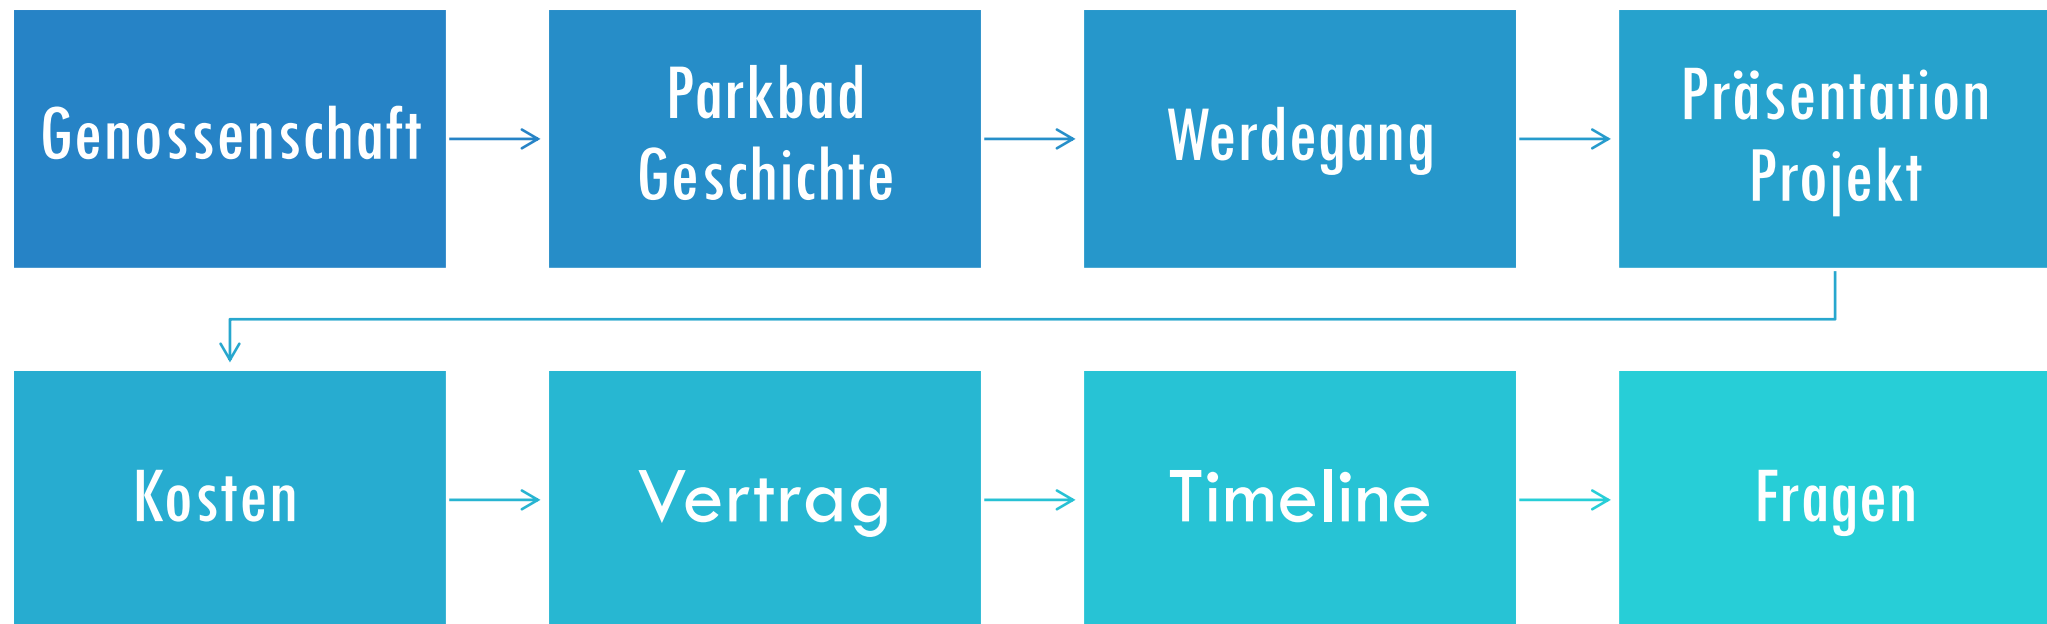 Genossenschaft
Parkbad
Geschichte
Werdegang
Präsentation
Projekt
Kosten
Vertrag
Timeline
Fragen